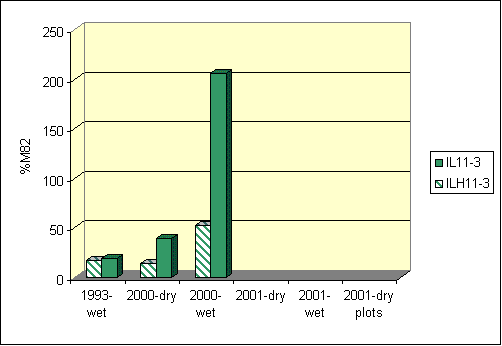 250
200
150
100
50
0
%M82
1993-
wet
2000-dry
2000-
wet
2001-dry
2001-
wet
2001-dry
plots
IL11-3
ILH11-3